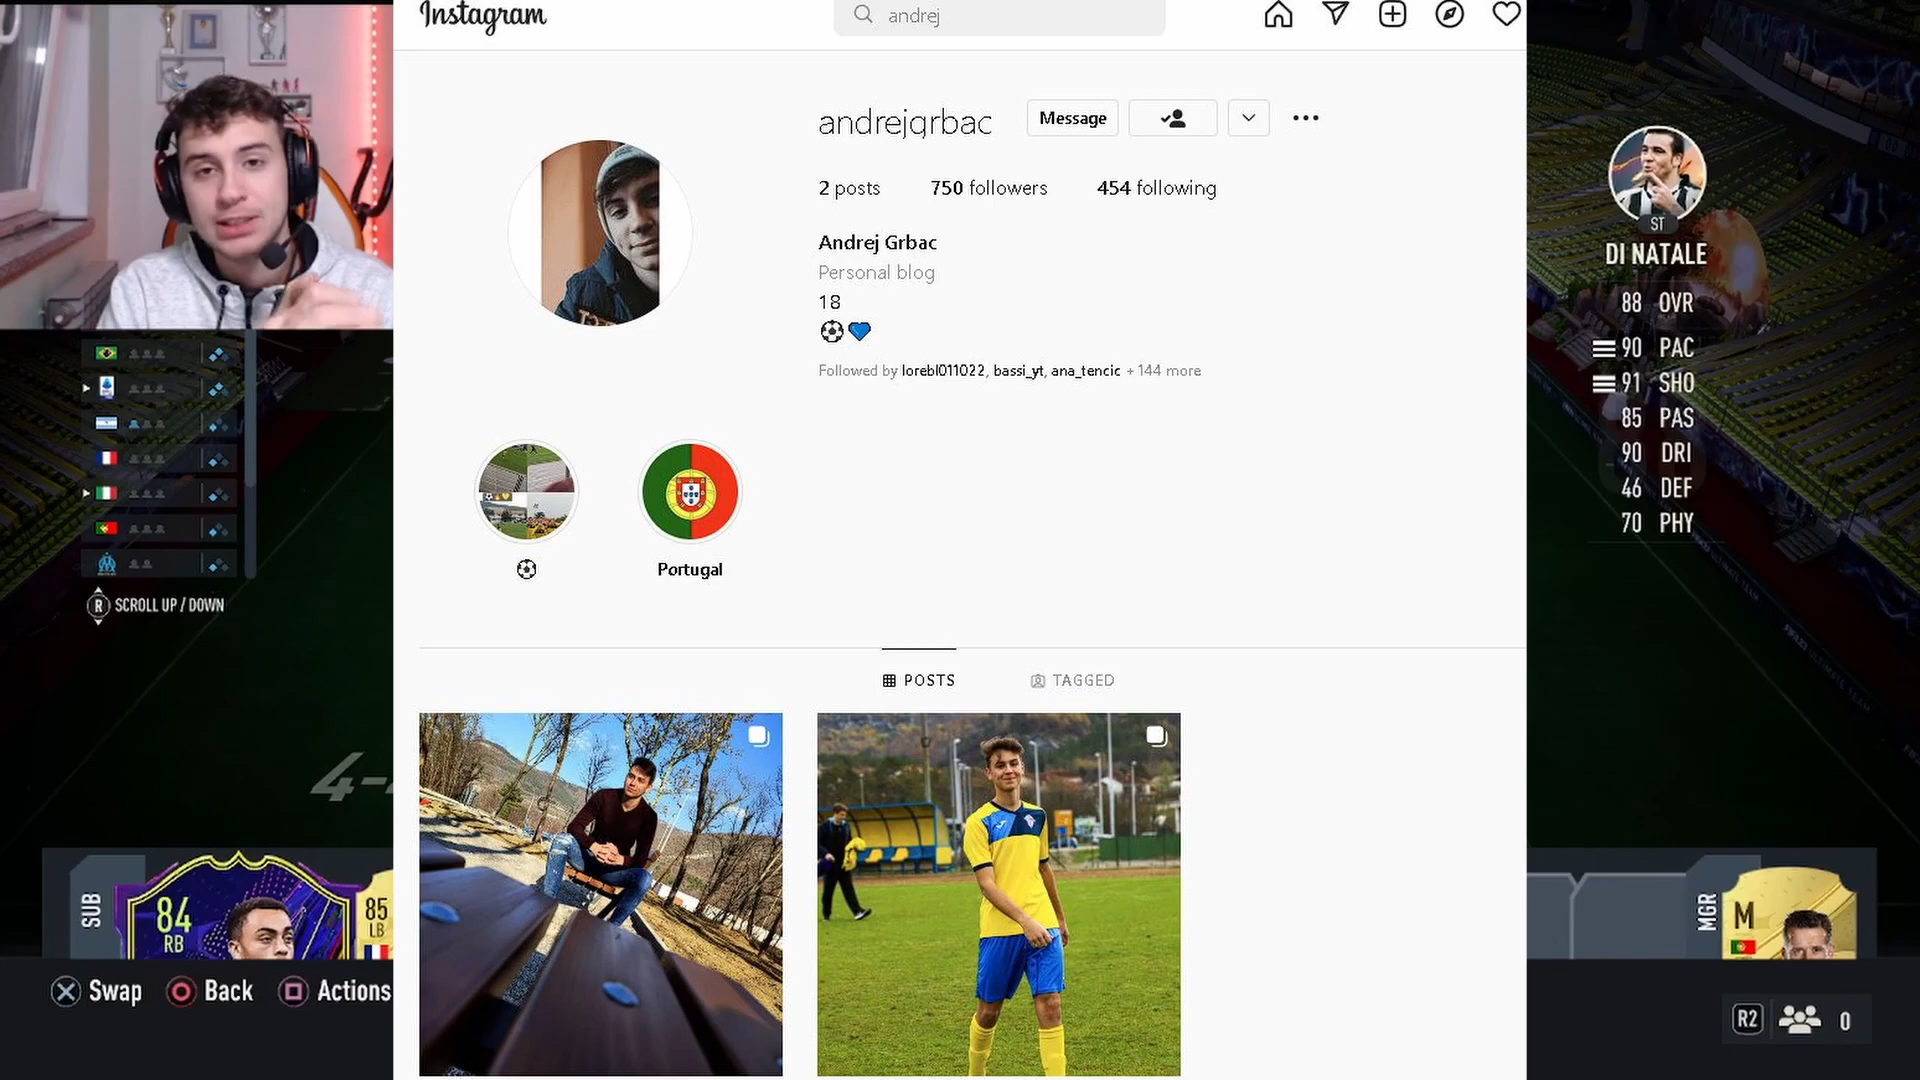 Instagram
andrej
andrejgrbac
Message
2 posts
750 followers
454 following
Andrej Grbac
Personal blog
18
Followed by lorebl011022, bassi_yt, ana_tencic + 144 more
Portugal
POSTS
TAGGED
R SCROLL UP / DOWN
4-
SUB
84
RB
85
LB
Swap
Back
Actions
ST
DI NATALE
88 OVR
90 PAC
91 SHO
85 PAS
90 DRI
46 DEF
70 PHY
MGR
M
R2
0